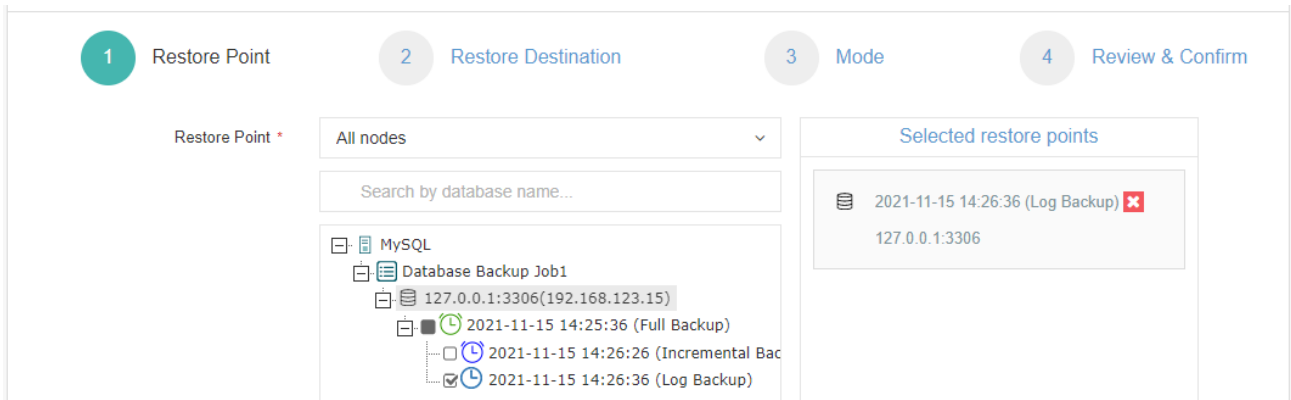 1 Restore Point 2 Restore Destination 3 Mode 4 Review & Confirm
Restore Point * All nodes
Search by database name...
MySQL
Database Backup Job1
127.0.0.1:3306(192.168.123.15)
2021-11-15 14:25:36 (Full Backup)
2021-11-15 14:26:26 (Incremental Bac
2021-11-15 14:26:36 (Log Backup)
Selected restore points
2021-11-15 14:26:36 (Log Backup)
127.0.0.1:3306